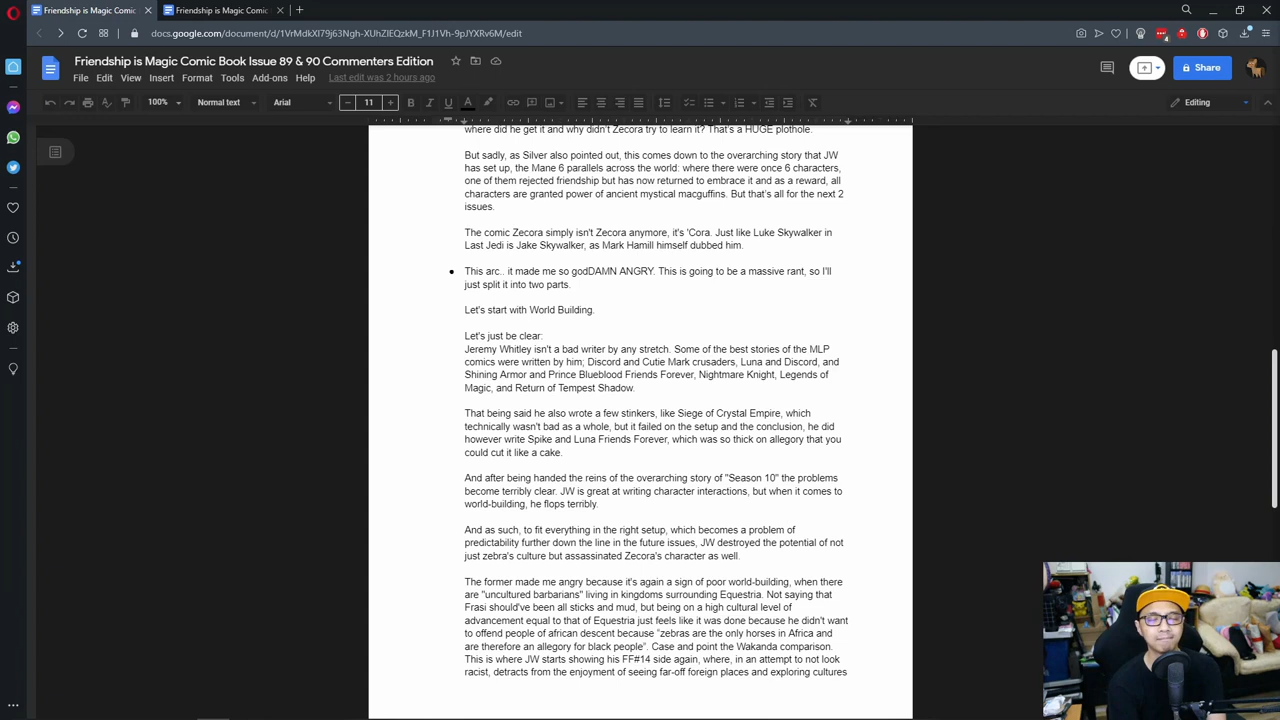 Friendship is Magic Comic
Friendship is Magic Comic
docs.google.com/document/d/1VrMdkXl79j63Ngh-XUhZlEQzkM_F1J1Vh-9pJYXRv6M/edit
4
Friendship is Magic Comic Book Issue 89 & 90 Commenters Edition
File Edit View Insert Format Tools Add-ons Help Last edit was 2 hours ago
Share
100% Normal text Arial 11 B I U A Editing
where did he get it and why didn't Zecora try to learn it? That's a HUGE plothole.
But sadly, as Silver also pointed out, this comes down to the overarching story that JW
has set up, the Mane 6 parallels across the world: where there were once 6 characters,
one of them rejected friendship but has now returned to embrace it and as a reward, all
characters are granted power of ancient mystical macguffins. But that's all for the next 2
issues.
The comic Zecora simply isn't Zecora anymore, it's 'Cora. Just like Luke Skywalker in
Last Jedi is Jake Skywalker, as Mark Hamill himself dubbed him.
● This arc.. it made me so godDAMN ANGRY. This is going to be a massive rant, so I'll
just split it into two parts.
Let's start with World Building.
Let's just be clear:
Jeremy Whitley isn't a bad writer by any stretch. Some of the best stories of the MLP
comics were written by him; Discord and Cutie Mark crusaders, Luna and Discord, and
Shining Armor and Prince Blueblood Friends Forever, Nightmare Knight, Legends of
Magic, and Return of Tempest Shadow.
That being said he also wrote a few stinkers, like Siege of Crystal Empire, which
technically wasn't bad as a whole, but it failed on the setup and the conclusion, he did
however write Spike and Luna Friends Forever, which was so thick on allegory that you
could cut it like a cake.
And after being handed the reins of the overarching story of "Season 10" the problems
become terribly clear. JW is great at writing character interactions, but when it comes to
world-building, he flops terribly.
And as such, to fit everything in the right setup, which becomes a problem of
predictability further down the line in the future issues, JW destroyed the potential of not
just zebra's culture but assassinated Zecora's character as well.
The former made me angry because it's again a sign of poor world-building, when there
are "uncultured barbarians" living in kingdoms surrounding Equestria. Not saying that
Frasi should've been all sticks and mud, but being on a high cultural level of
advancement equal to that of Equestria just feels like it was done because he didn't want
to offend people of african descent because "zebras are the only horses in Africa and
are therefore an allegory for black people". Case and point the Wakanda comparison.
This is where JW starts showing his FF#14 side again, where, in an attempt to not look
racist, detracts from the enjoyment of seeing far-off foreign places and exploring cultures